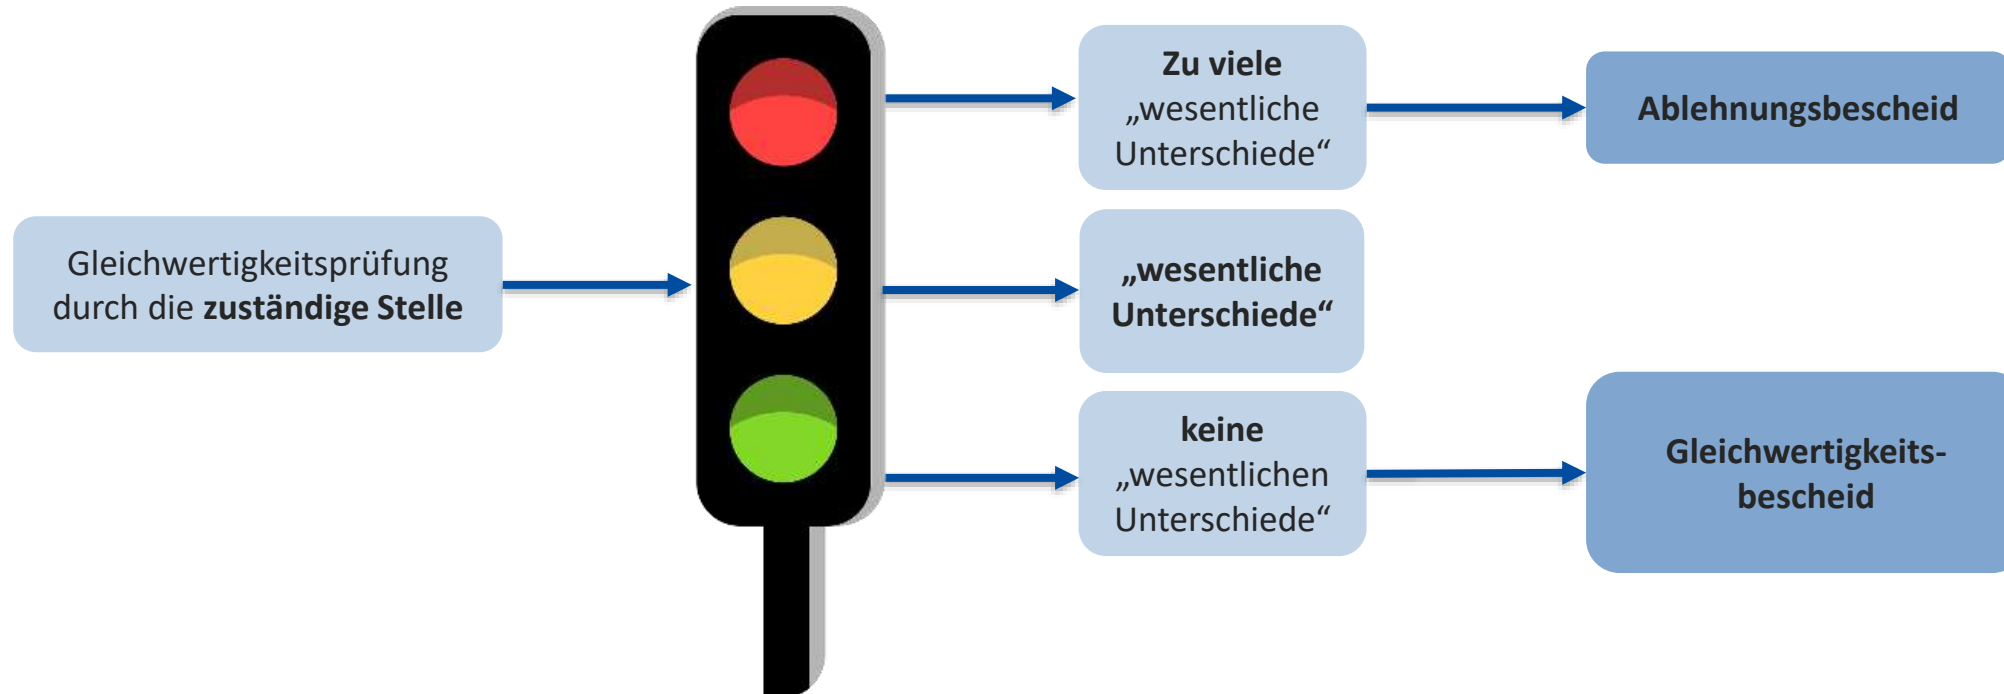 Gleichwertigkeitsprüfung
durch die zuständige Stelle
Zu viele
„wesentliche
Unterschiede“
Ablehnungsbescheid
„wesentliche
Unterschiede“
keine
„wesentlichen
Unterschiede“
Gleichwertigkeits-
bescheid